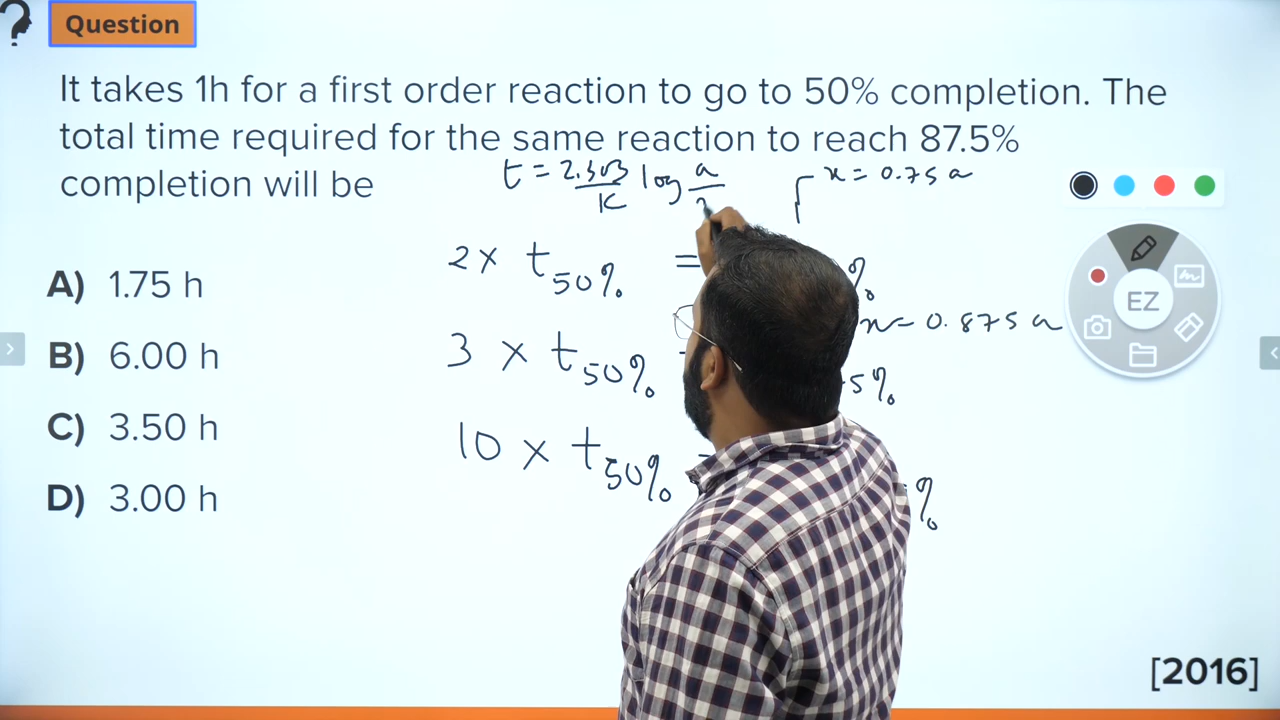 ?
Question
It takes 1h for a first order reaction to go to 50% completion. The
total time required for the same reaction to reach 87.5%
completion will be
t = 2.303/K log a/
x = 0.75 a
2 × t50% = %
x = 0.875 a
A) 1.75 h
B) 6.00 h
C) 3.50 h
D) 3.00 h
3 × t50% 5%
10 × t50% %
EZ
[2016]